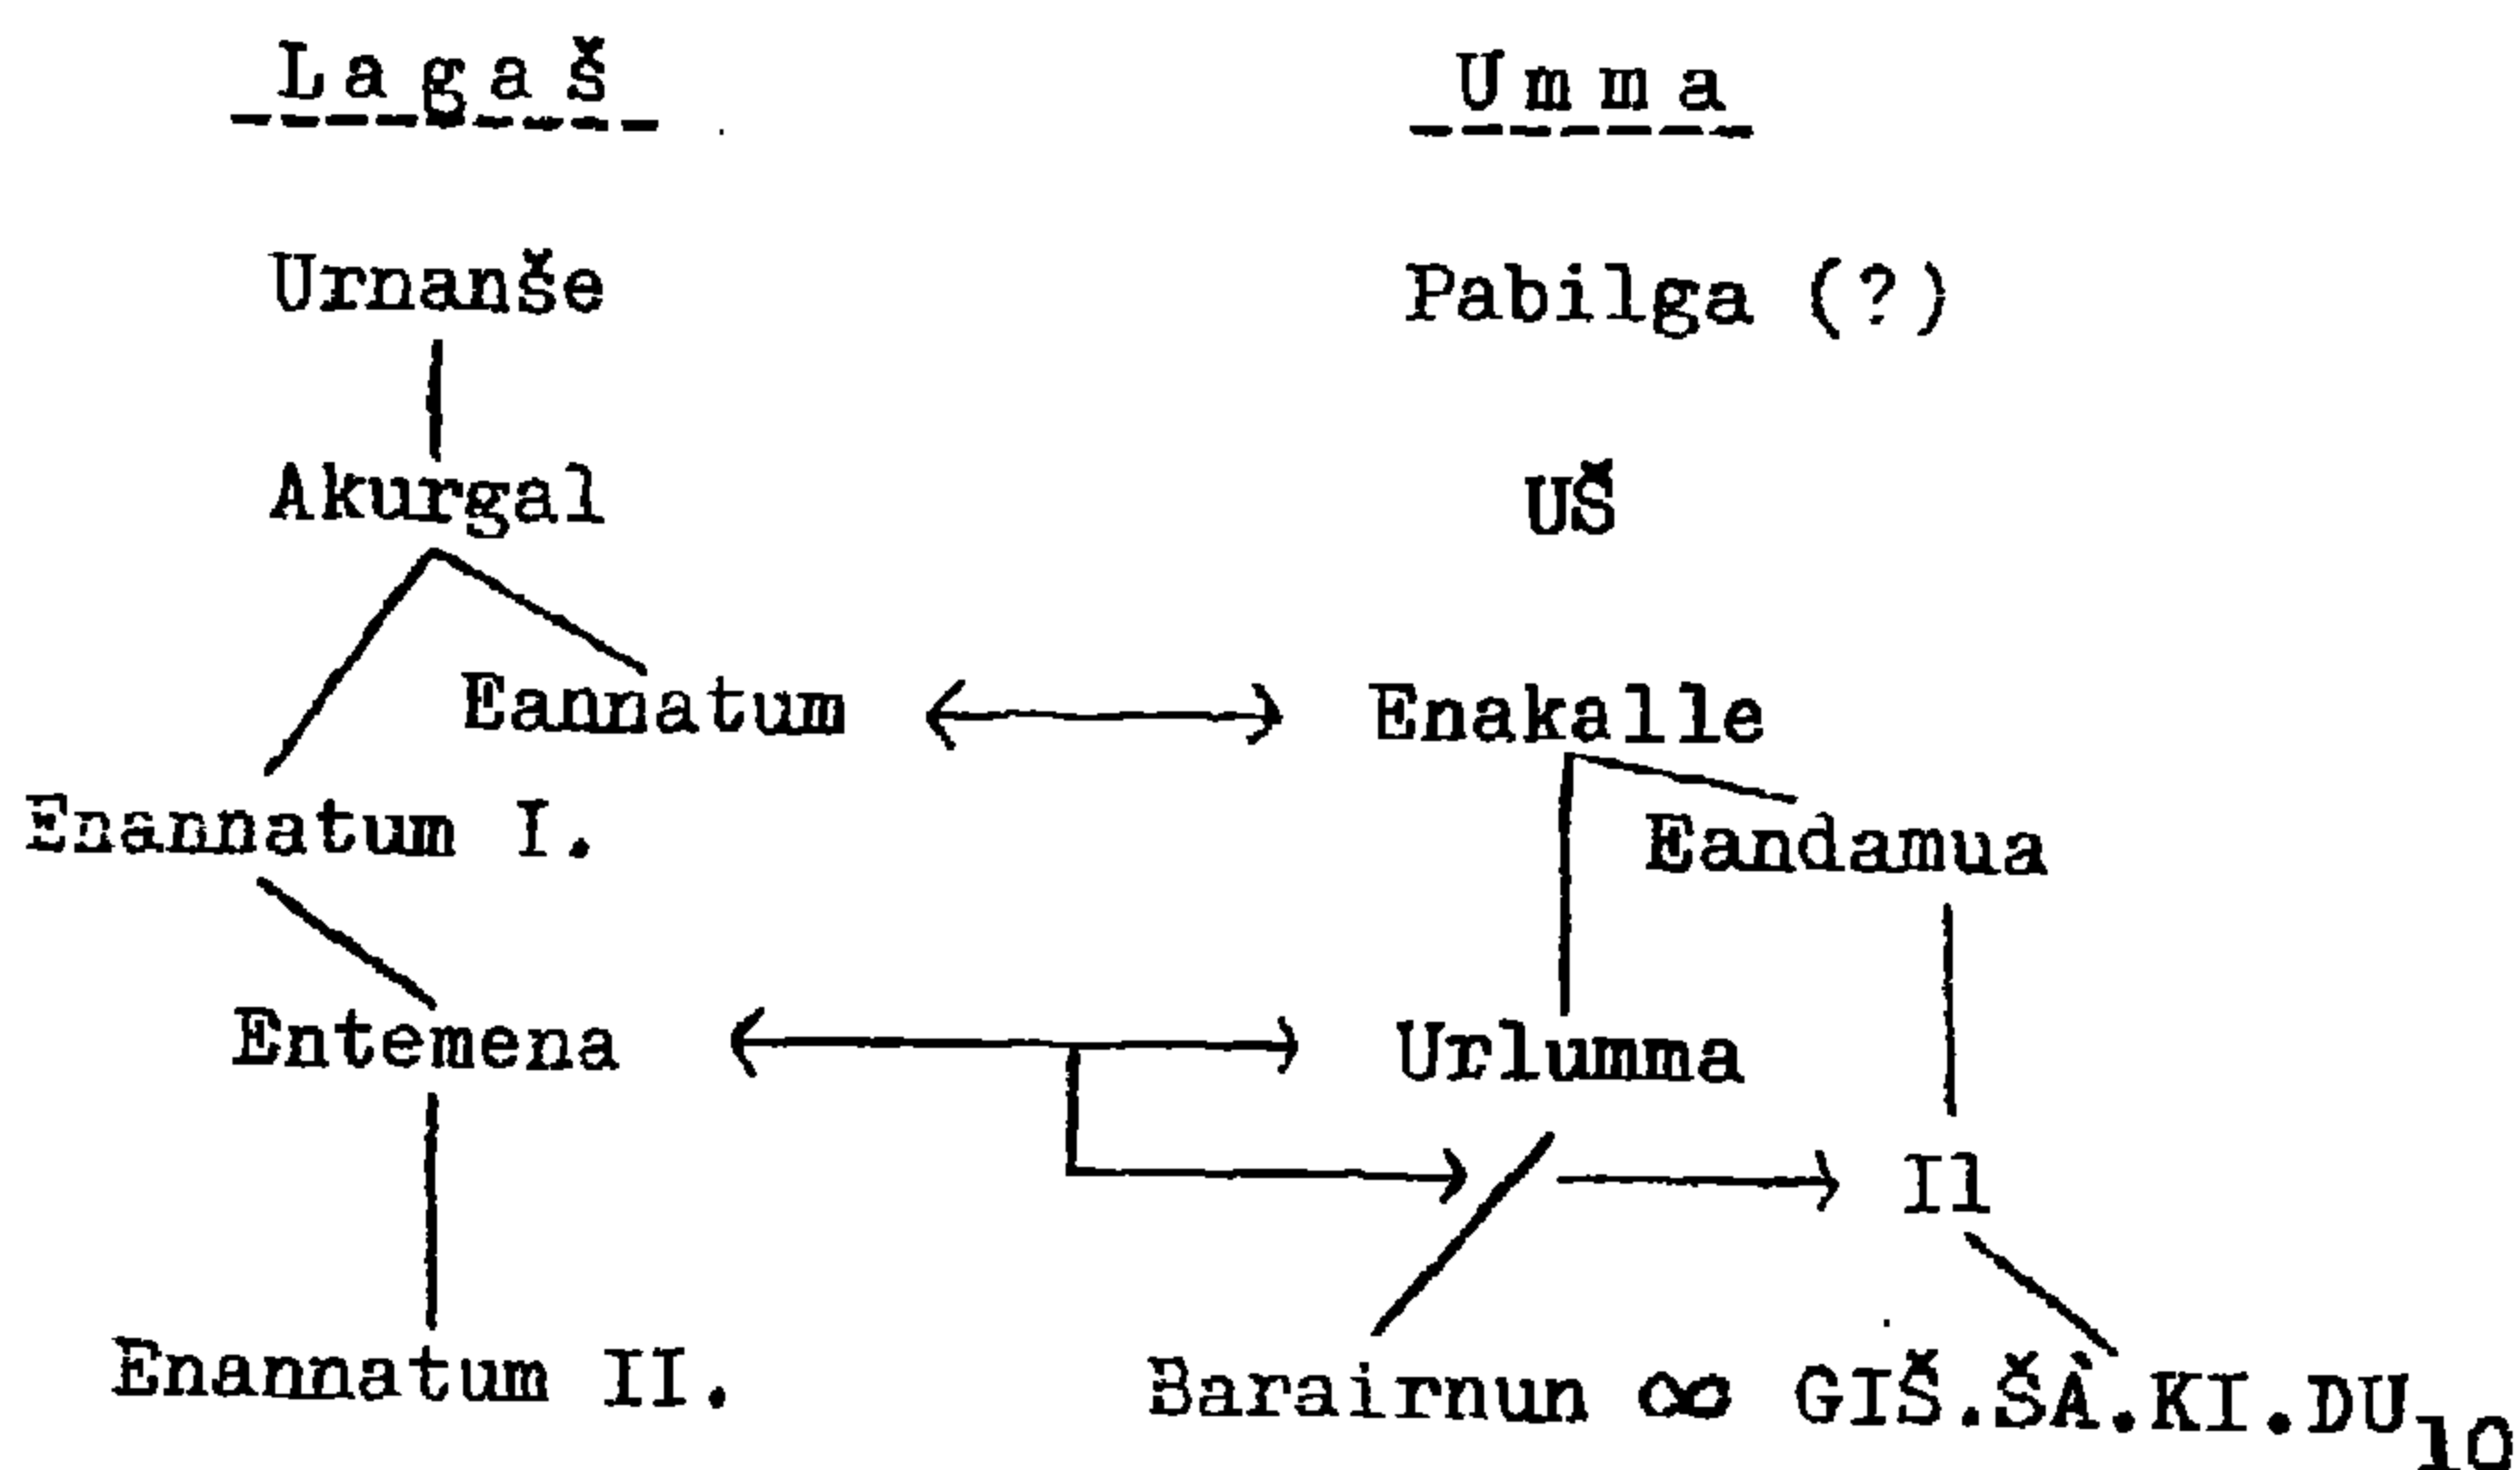 Lagaš Umma
Urnanše Pabilga (?)
Akurgal UŠ
Eannatum Enakalle
Enannatum I. Eandamua
Entemena Urlumma
Il
Enannatum II. Barairnun ∞ GIŠ.ŠÀ.KI.DU10